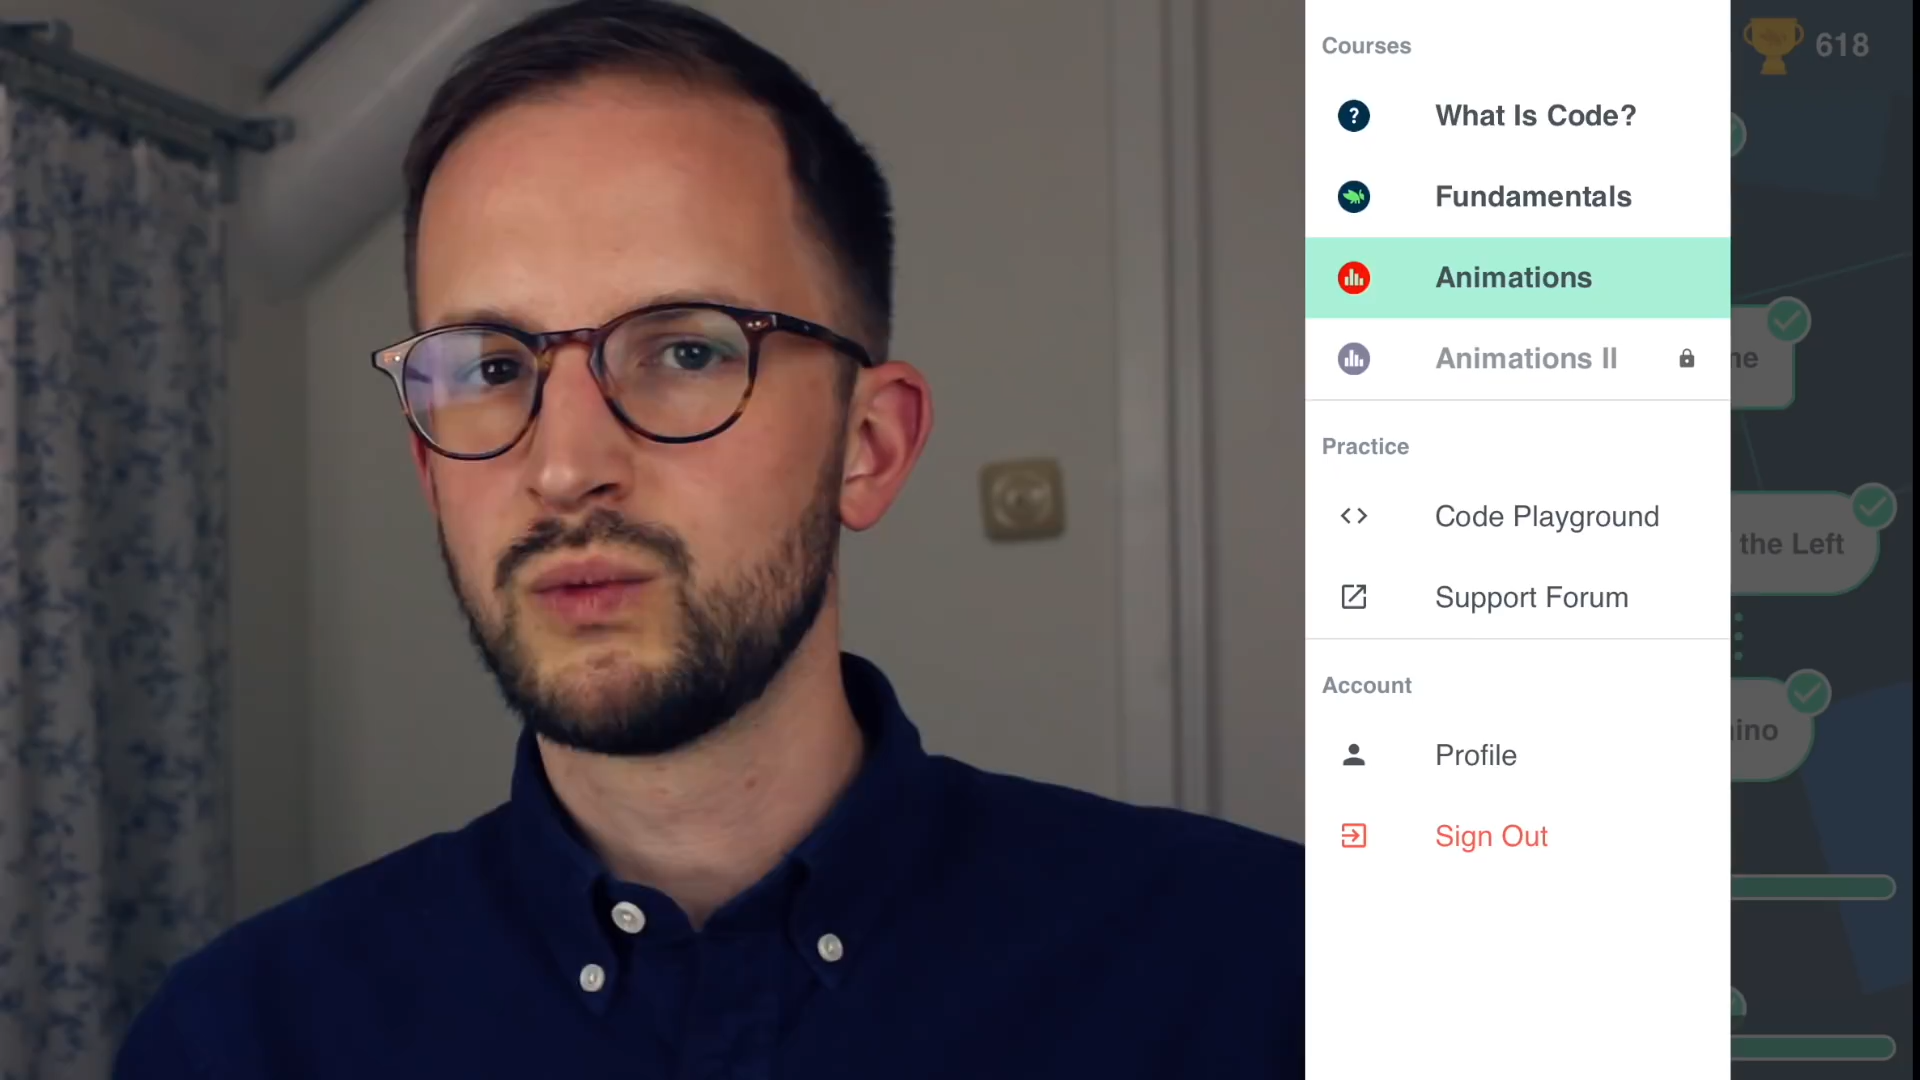 Courses
618
? What Is Code?
Fundamentals
Animations
Animations II
Practice
Code Playground
the Left
Support Forum
Account
Profile
Sign Out